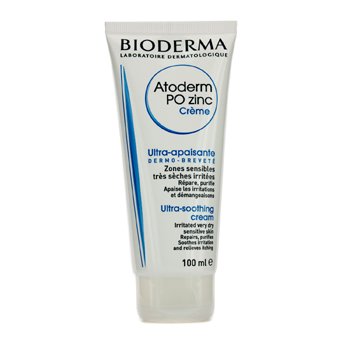 BIODERMA
LABORATOIRE DERMATOLOGIQUE
Atoderm
PO zinc
Crème
Ultra-apaisante
DERMO-BREVETÉ
Zones sensibles
très sèches irritées
Répare, purifie
Apaise les irritations
et démangeaisons
Ultra-soothing
cream
Irritated very dry
sensitive skin
Repairs, purifies
Soothes irritation
and relieves itching
100 ml e